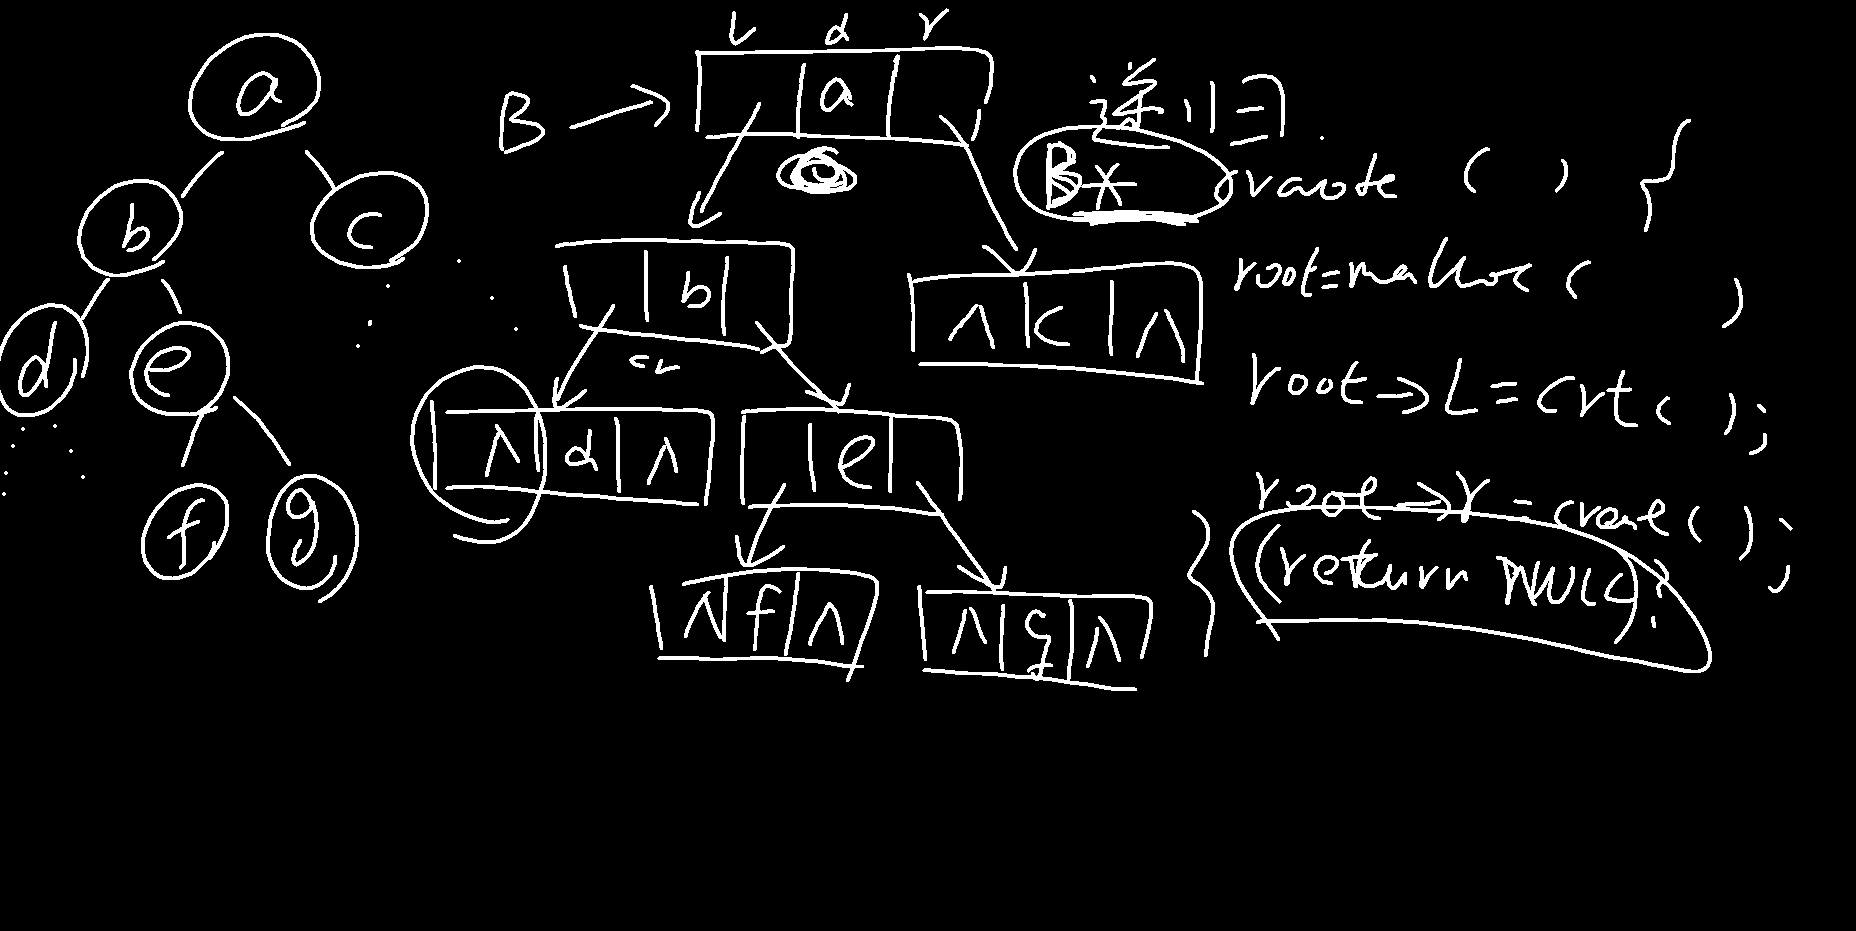 a
b c
d e
f g
l d r
B → a
b
∧ c ∧
∧ d ∧
e
∧ f ∧
∧ g ∧
递归
B* create ( ) {
root=malloc ( )
root→L=crt( );
root→r=create( );
(return NULL);
}